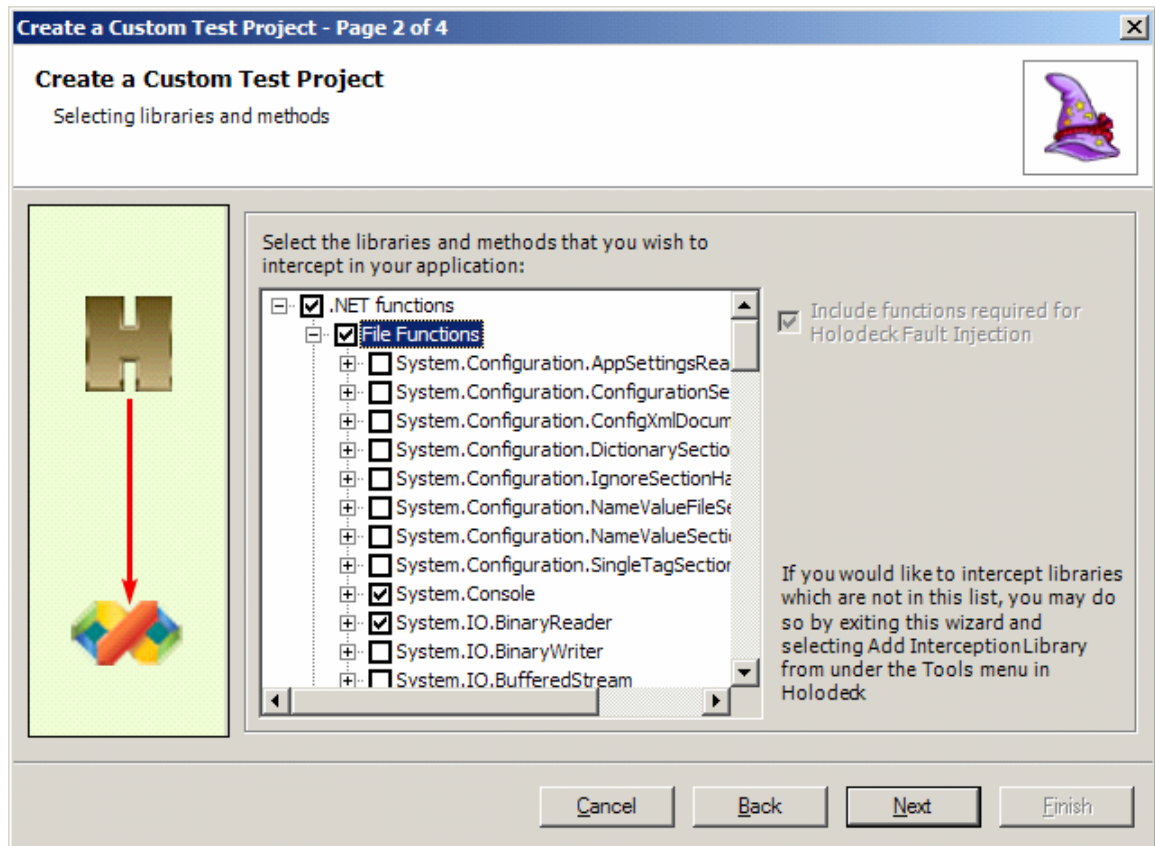 Create a Custom Test Project - Page 2 of 4
Create a Custom Test Project
Selecting libraries and methods
Select the libraries and methods that you wish to
intercept in your application:
.NET functions
File Functions
System.Configuration.AppSettingsRea
System.Configuration.ConfigurationSe
System.Configuration.ConfigXmlDocum
System.Configuration.DictionarySectio
System.Configuration.IgnoreSectionHa
System.Configuration.NameValueFileSe
System.Configuration.NameValueSecti
System.Configuration.SingleTagSection
System.Console
System.IO.BinaryReader
System.IO.BinaryWriter
System.IO.BufferedStream
Include functions required for
Holodeck Fault Injection
If you would like to intercept libraries
which are not in this list, you may do
so by exiting this wizard and
selecting Add Interception Library
from under the Tools menu in
Holodeck
H
Cancel
Back
Next
Finish